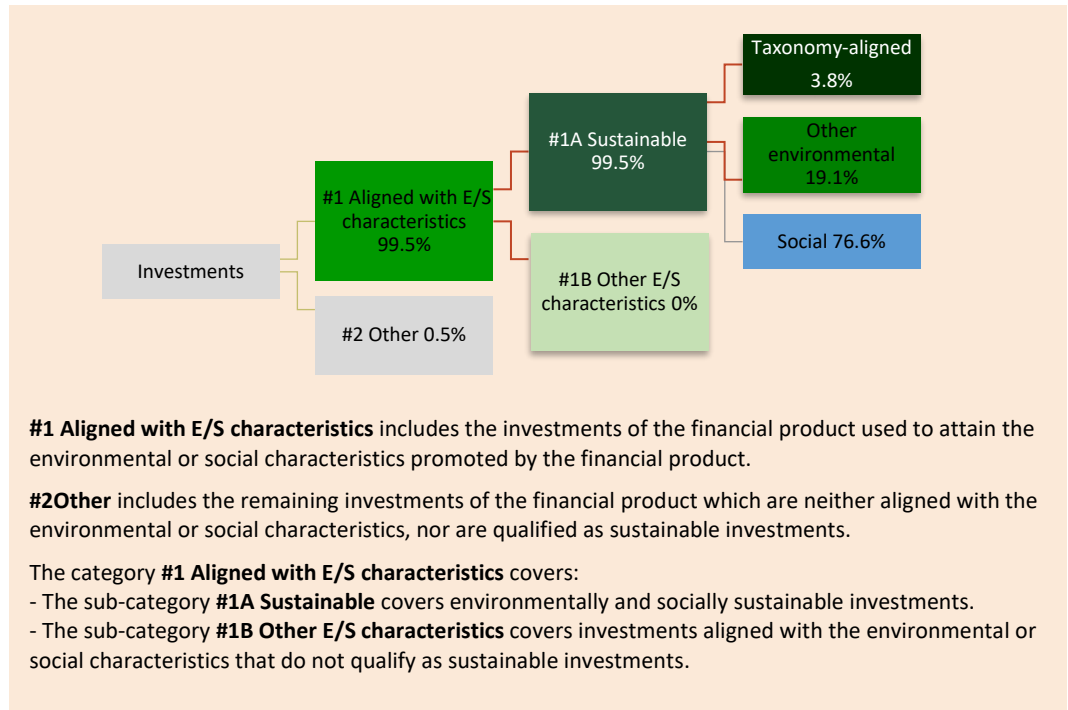 Investments
#1 Aligned with E/S
characteristics
99.5%
#2 Other 0.5%
#1A Sustainable
99.5%
#1B Other E/S
characteristics 0%
Taxonomy-aligned
3.8%
Other
environmental
19.1%
Social 76.6%
#1 Aligned with E/S characteristics includes the investments of the financial product used to attain the
environmental or social characteristics promoted by the financial product.
#2Other includes the remaining investments of the financial product which are neither aligned with the
environmental or social characteristics, nor are qualified as sustainable investments.
The category #1 Aligned with E/S characteristics covers:
- The sub-category #1A Sustainable covers environmentally and socially sustainable investments.
- The sub-category #1B Other E/S characteristics covers investments aligned with the environmental or
social characteristics that do not qualify as sustainable investments.